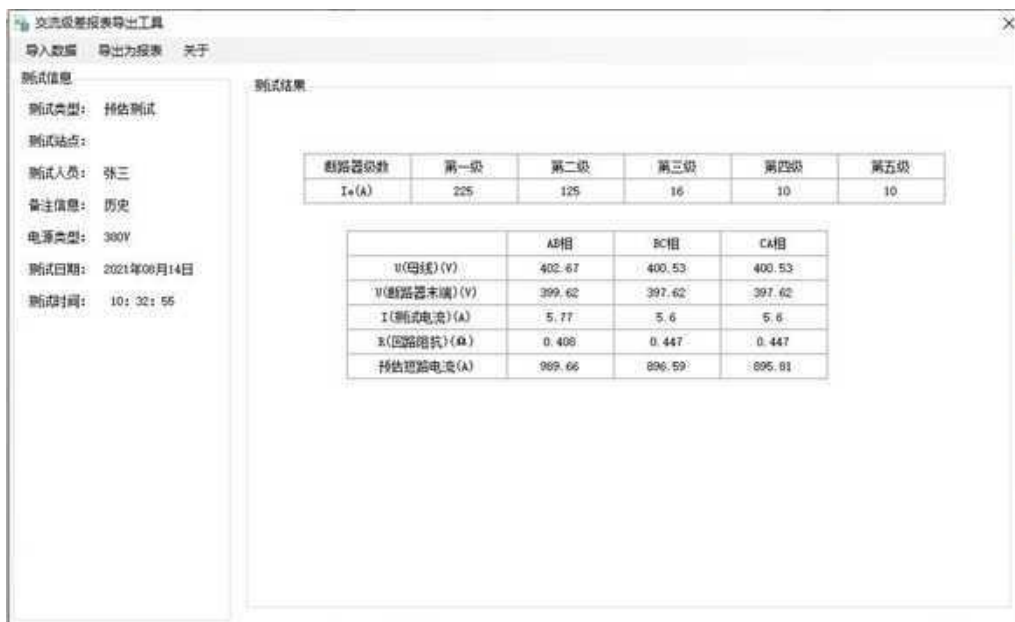 交流级差报表导出工具
导入数据 导出为报表 关于
测试信息
测试类型: 预估测试
测试站点:
测试人员: 张三
备注信息: 历史
电源类型: 380V
测试日期: 2021年08月14日
测试时间: 10: 32: 55
测试结果
断路器级数 第一级 第二级 第三级 第四级 第五级
Iₑ(A) 225 125 16 10 10
AB相 BC相 CA相
U(母线)(V) 402.67 400.53 400.53
U(断路器末端)(V) 399.62 397.62 397.62
I(测试电流)(A) 5.77 5.6 5.6
R(回路阻抗)(Ω) 0.408 0.447 0.447
预估短路电流(A) 989.66 896.59 895.81